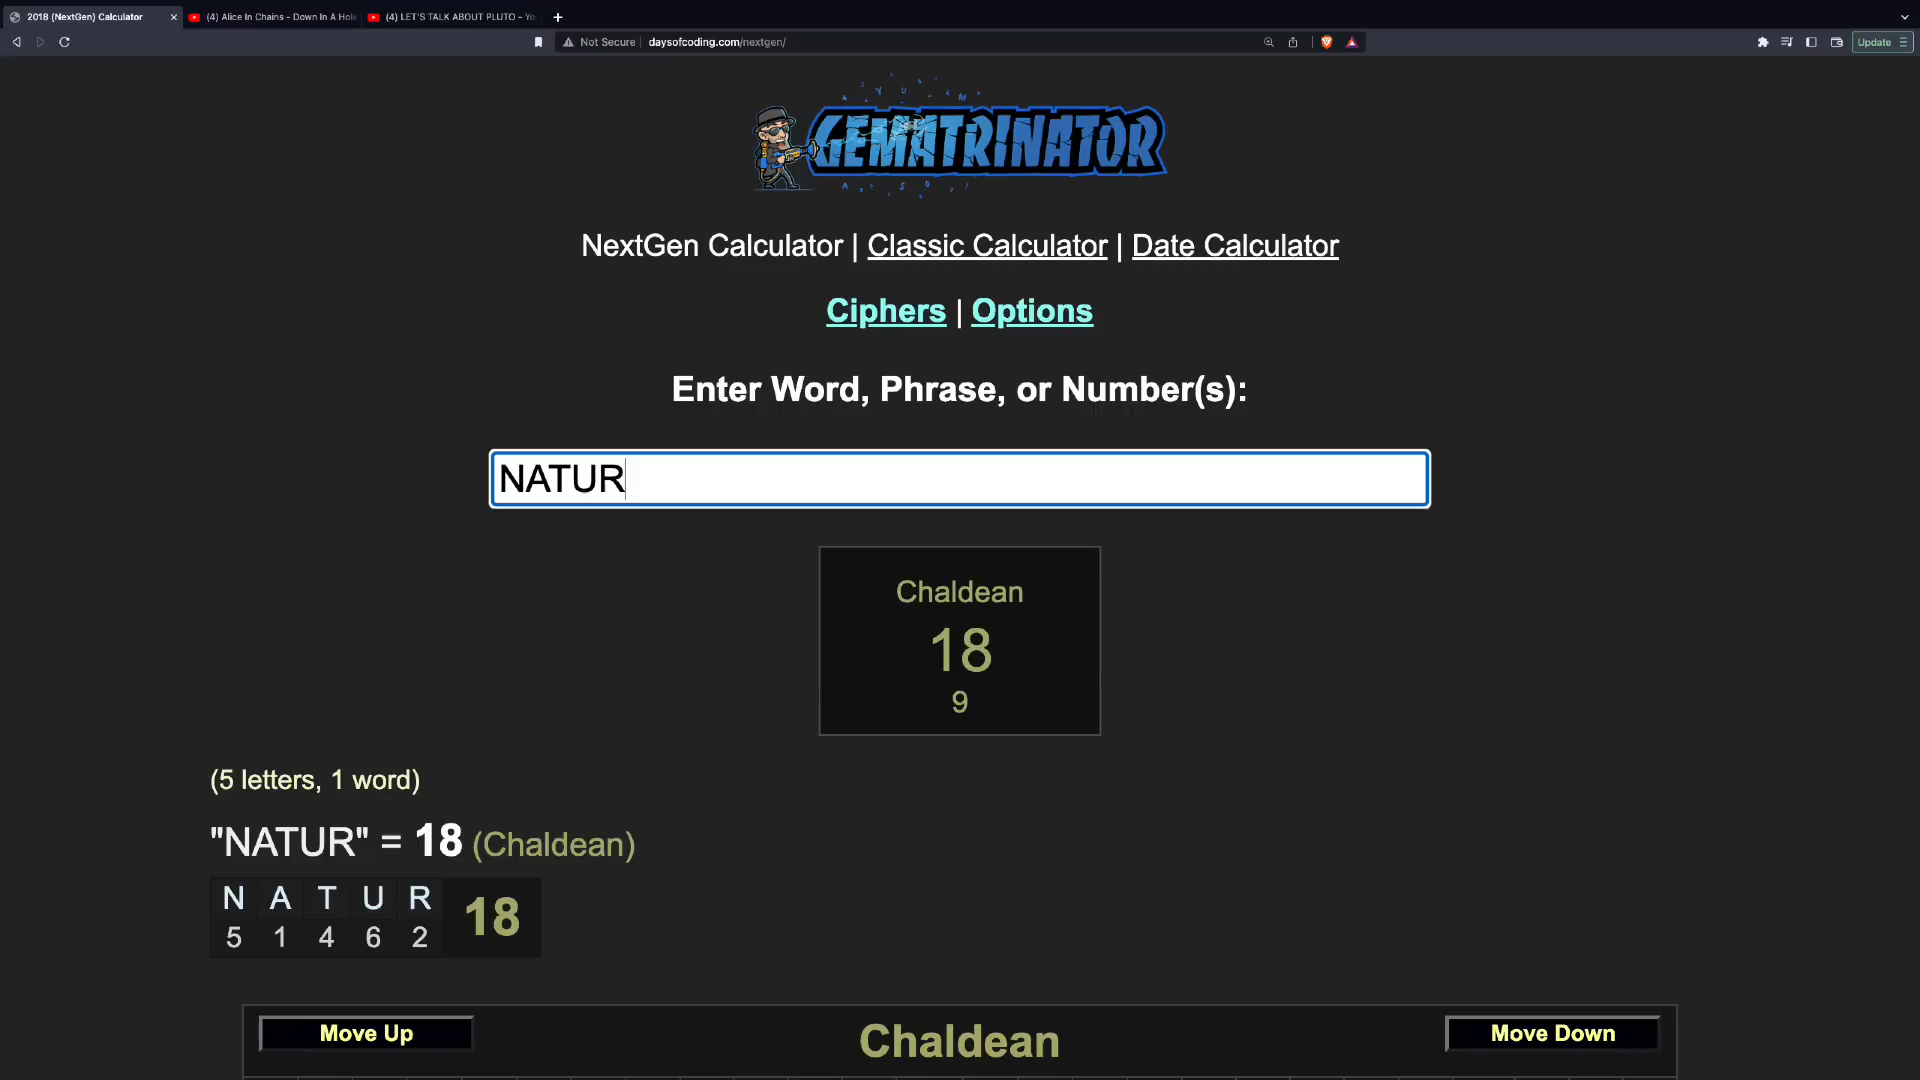 2018 (NextGen) Calculator
(4) Alice In Chains - Down In A Hole
(4) LET'S TALK ABOUT PLUTO - Yo
Not Secure
daysofcoding.com/nextgen/
Update
GEMATRINATOR
NextGen Calculator | Classic Calculator | Date Calculator
Ciphers | Options
Enter Word, Phrase, or Number(s):
NATUR
Chaldean
18
9
(5 letters, 1 word)
"NATUR" = 18 (Chaldean)
N A T U R 18
5 1 4 6 2
Move Up Chaldean Move Down